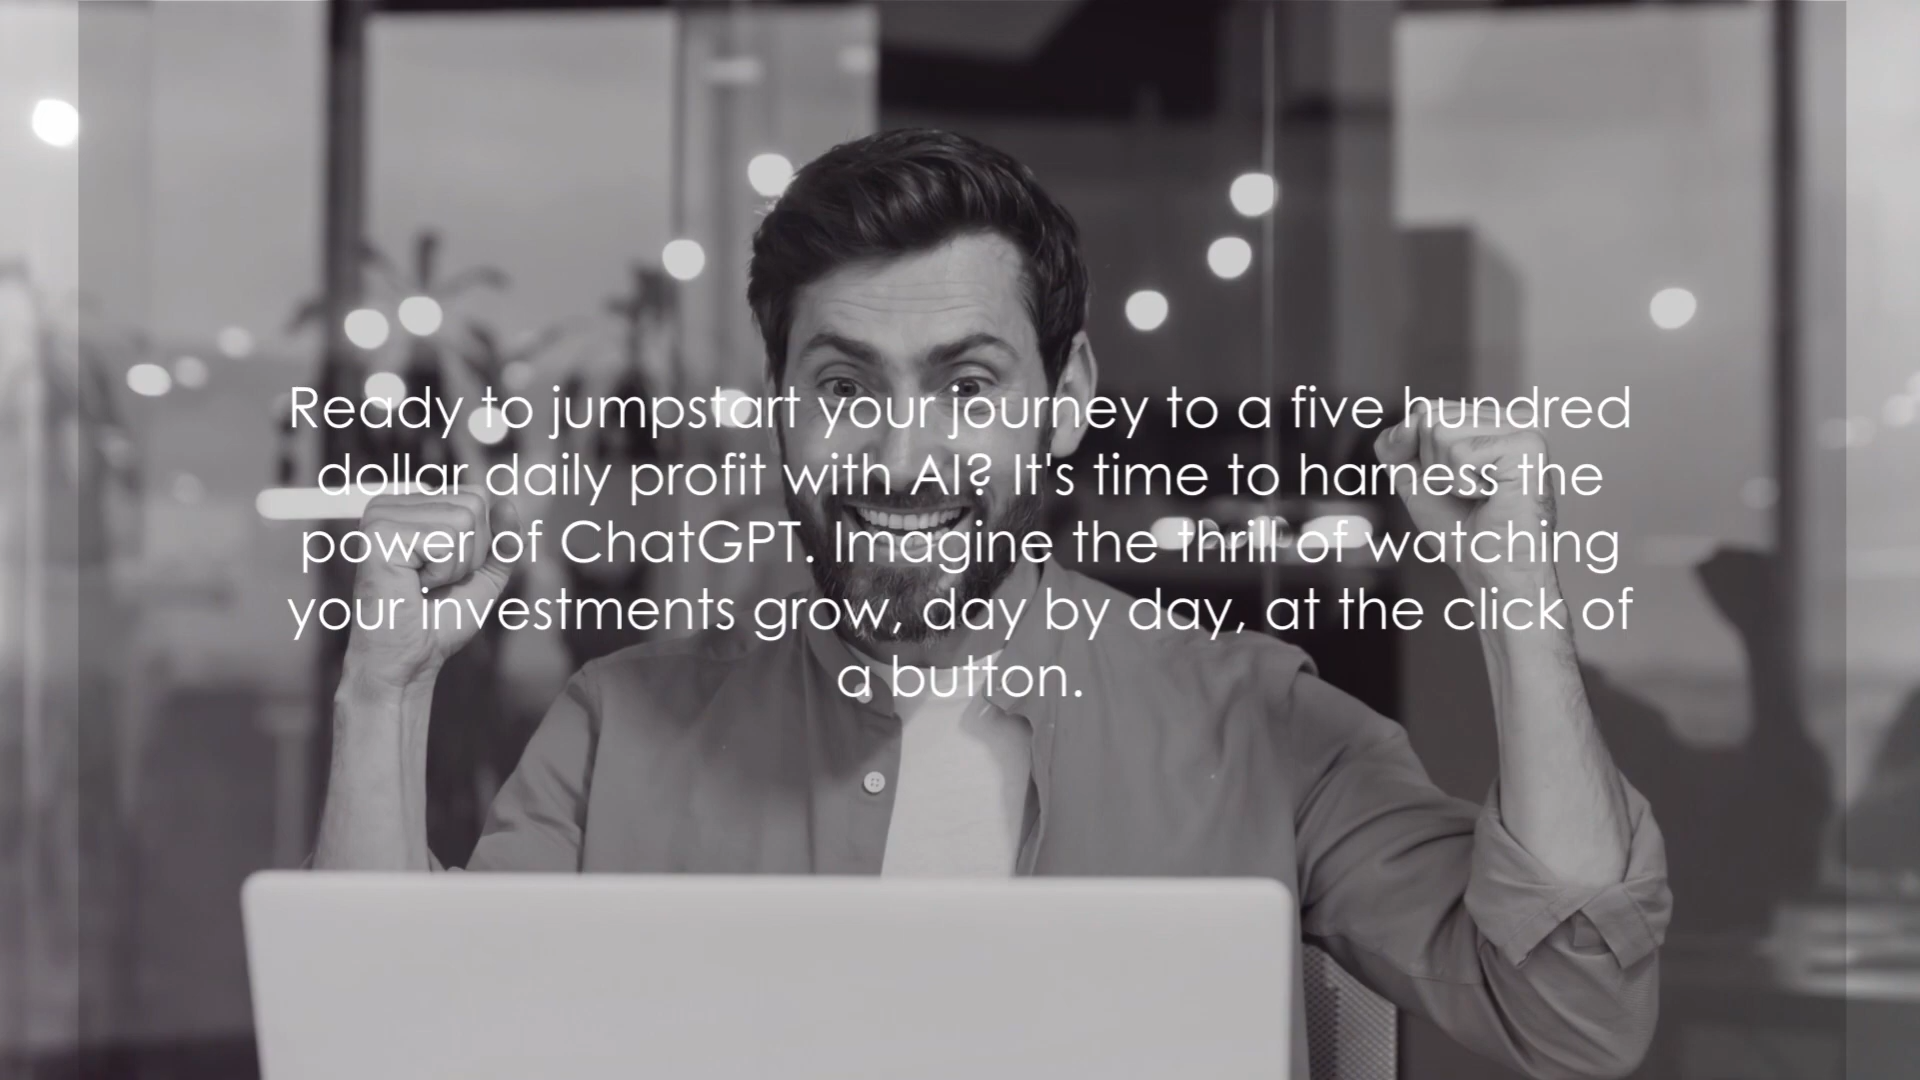 Ready to jumpstart your journey to a five hundred
dollar daily profit with AI? It's time to harness the
power of ChatGPT. Imagine the thrill of watching
your investments grow, day by day, at the click of
a button.